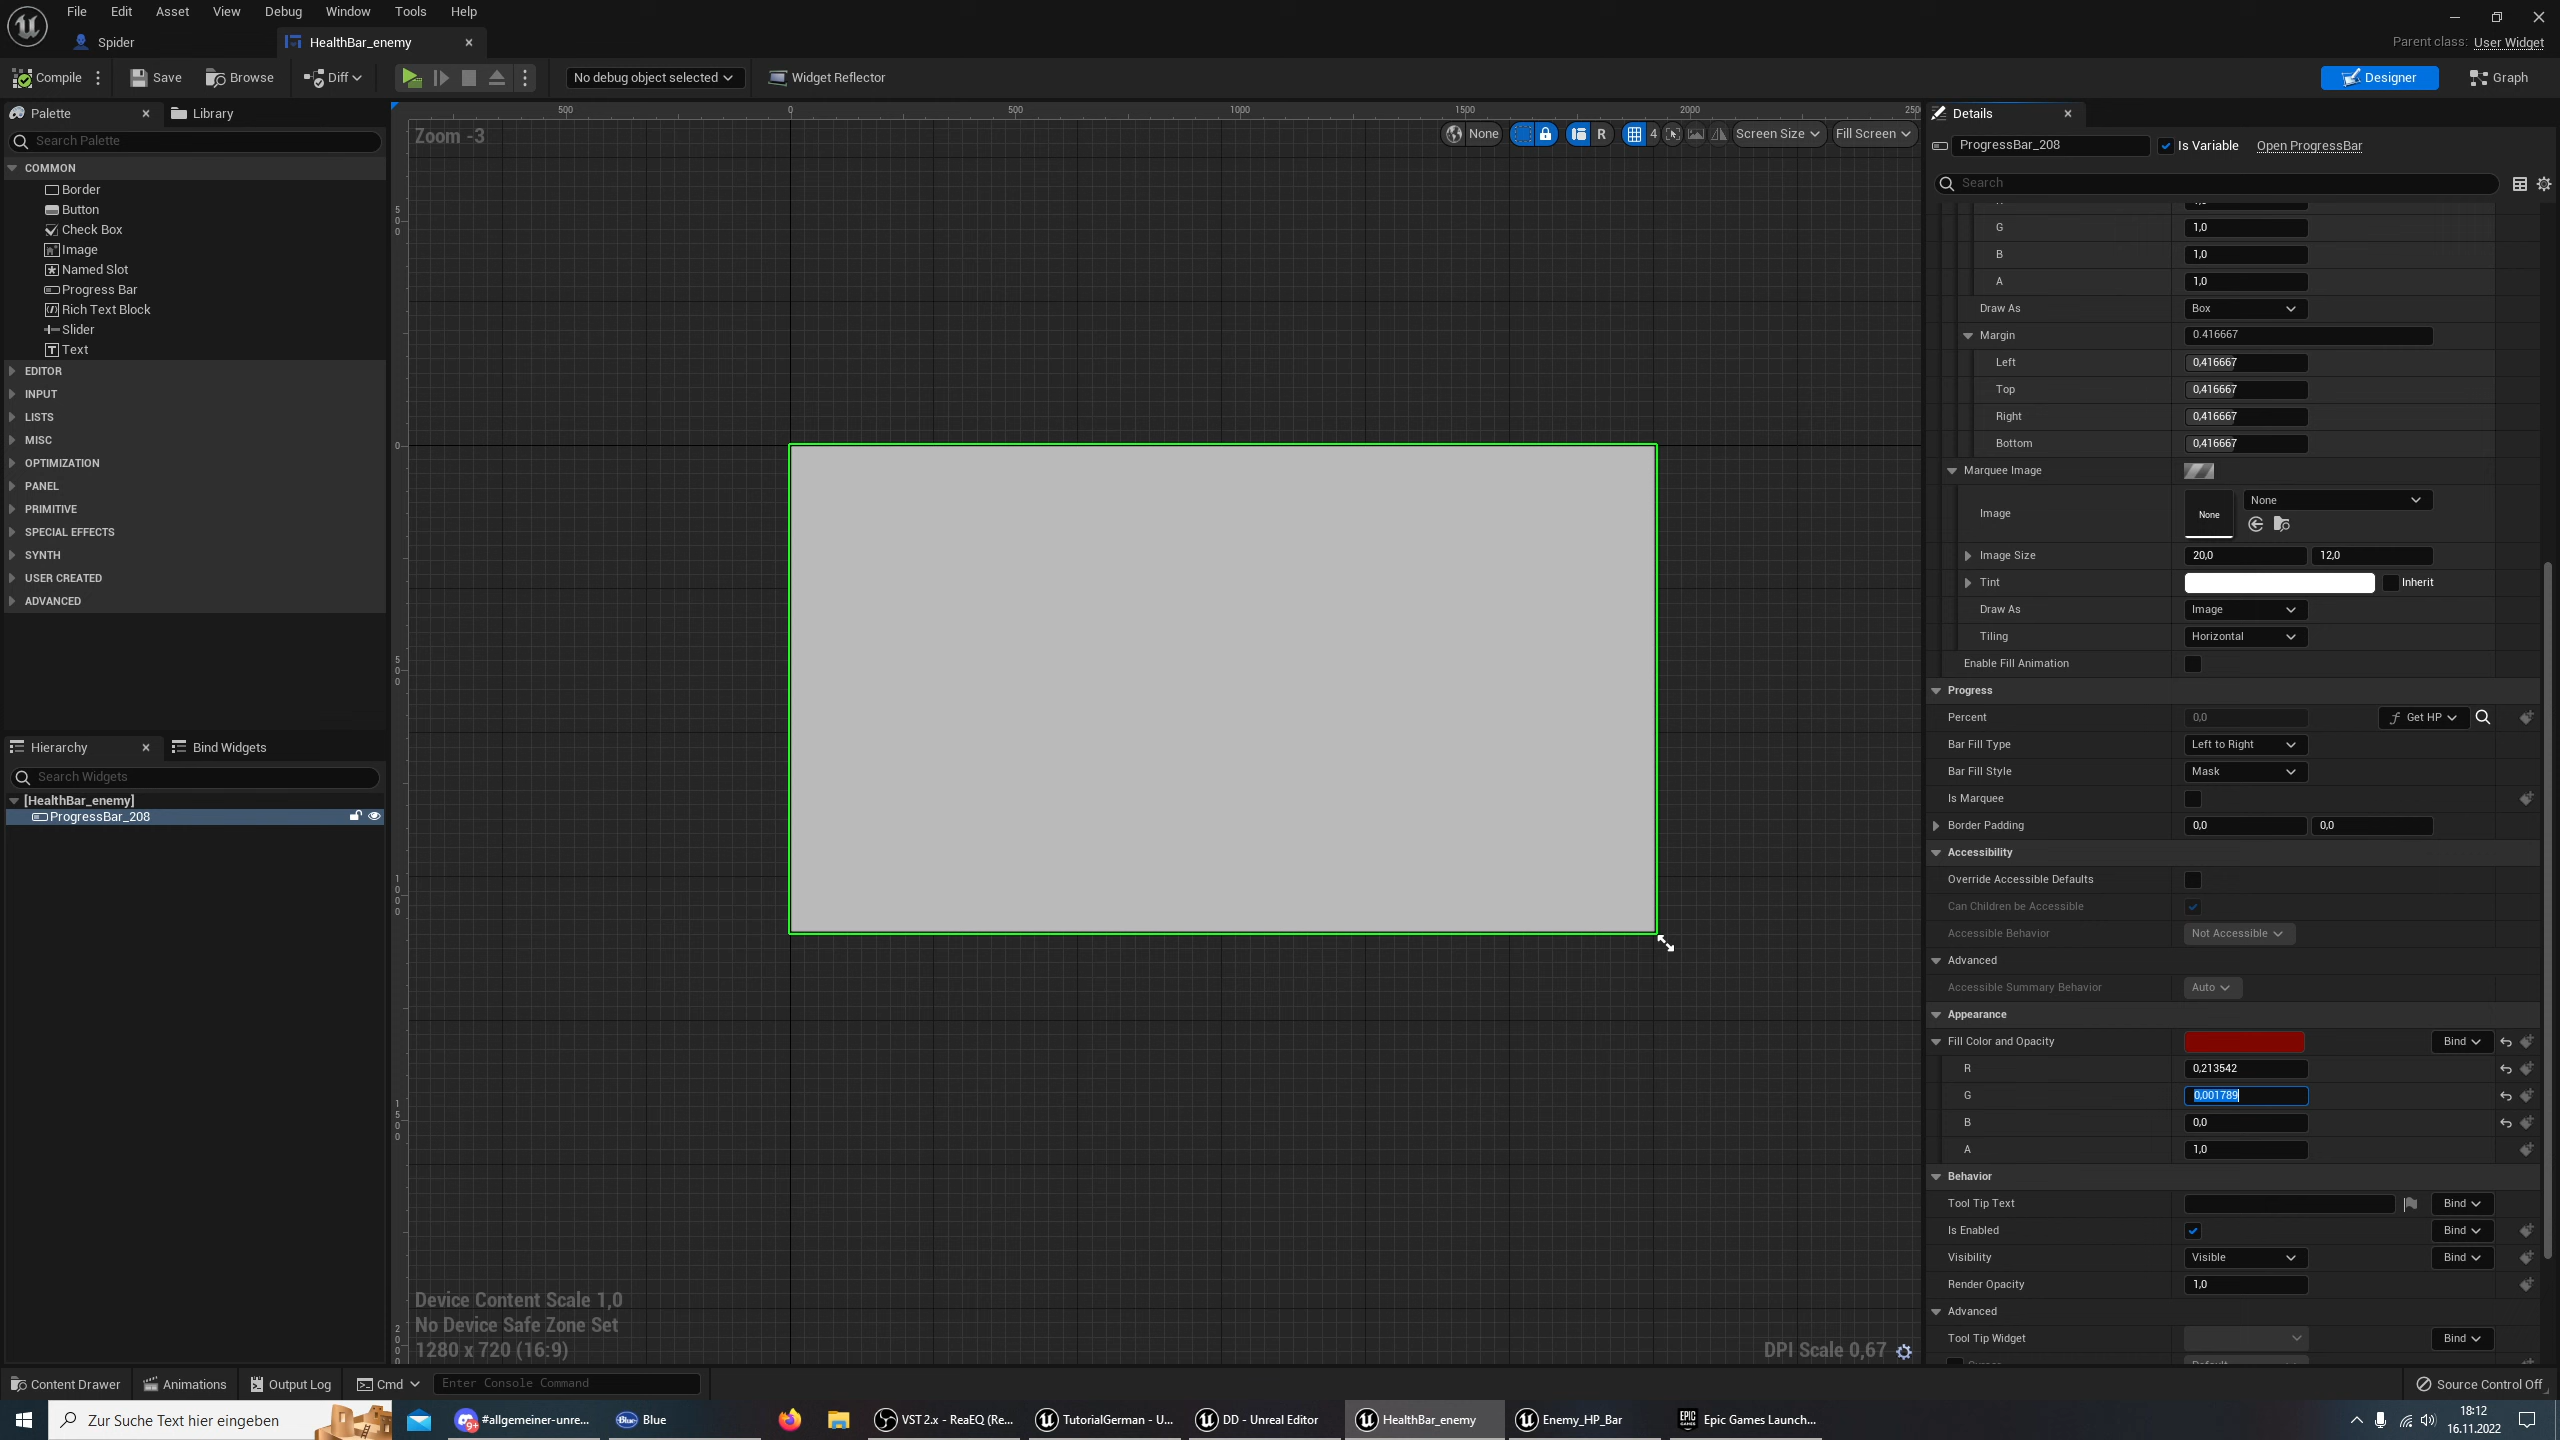 File Edit Asset View Debug Window Tools Help
Spider HealthBar_enemy
Parent class: User Widget
Compile Save Browse Diff No debug object selected Widget Reflector Designer Graph
Palette Library
Search Palette
COMMON
Border
Button
Check Box
Image
Named Slot
Progress Bar
Rich Text Block
Slider
Text
EDITOR
INPUT
LISTS
MISC
OPTIMIZATION
PANEL
PRIMITIVE
SPECIAL EFFECTS
SYNTH
USER CREATED
ADVANCED
Hierarchy Bind Widgets
Search Widgets
[HealthBar_enemy]
ProgressBar_208
500 0 500 1000 1500 2000 2500
Zoom -3
None R 4 Screen Size Fill Screen
500
0
500
1000
1500
Device Content Scale 1,0
No Device Safe Zone Set
1280 x 720 (16:9)
DPI Scale 0,67
Details
ProgressBar_208 Is Variable Open ProgressBar
Search
G 1,0
B 1,0
A 1,0
Draw As Box
Margin 0.416667
Left 0,416667
Top 0,416667
Right 0,416667
Bottom 0,416667
Marquee Image
Image None None
Image Size 20,0 12,0
Tint Inherit
Draw As Image
Tiling Horizontal
Enable Fill Animation
Progress
Percent 0,0 Get HP
Bar Fill Type Left to Right
Bar Fill Style Mask
Is Marquee
Border Padding 0,0 0,0
Accessibility
Override Accessible Defaults
Can Children be Accessible
Accessible Behavior Not Accessible
Advanced
Accessible Summary Behavior Auto
Appearance
Fill Color and Opacity Bind
R 0,213542
G 0,001789
B 0,0
A 1,0
Behavior
Tool Tip Text Bind
Is Enabled Bind
Visibility Visible Bind
Render Opacity 1,0
Advanced
Tool Tip Widget Bind
Content Drawer Animations Output Log Cmd Enter Console Command Source Control Off
Zur Suche Text hier eingeben #allgemeiner-unre... Blue VST 2.x - ReaEQ (Re... TutorialGerman - U... DD - Unreal Editor HealthBar_enemy Enemy_HP_Bar Epic Games Launch... 18:12
16.11.2022